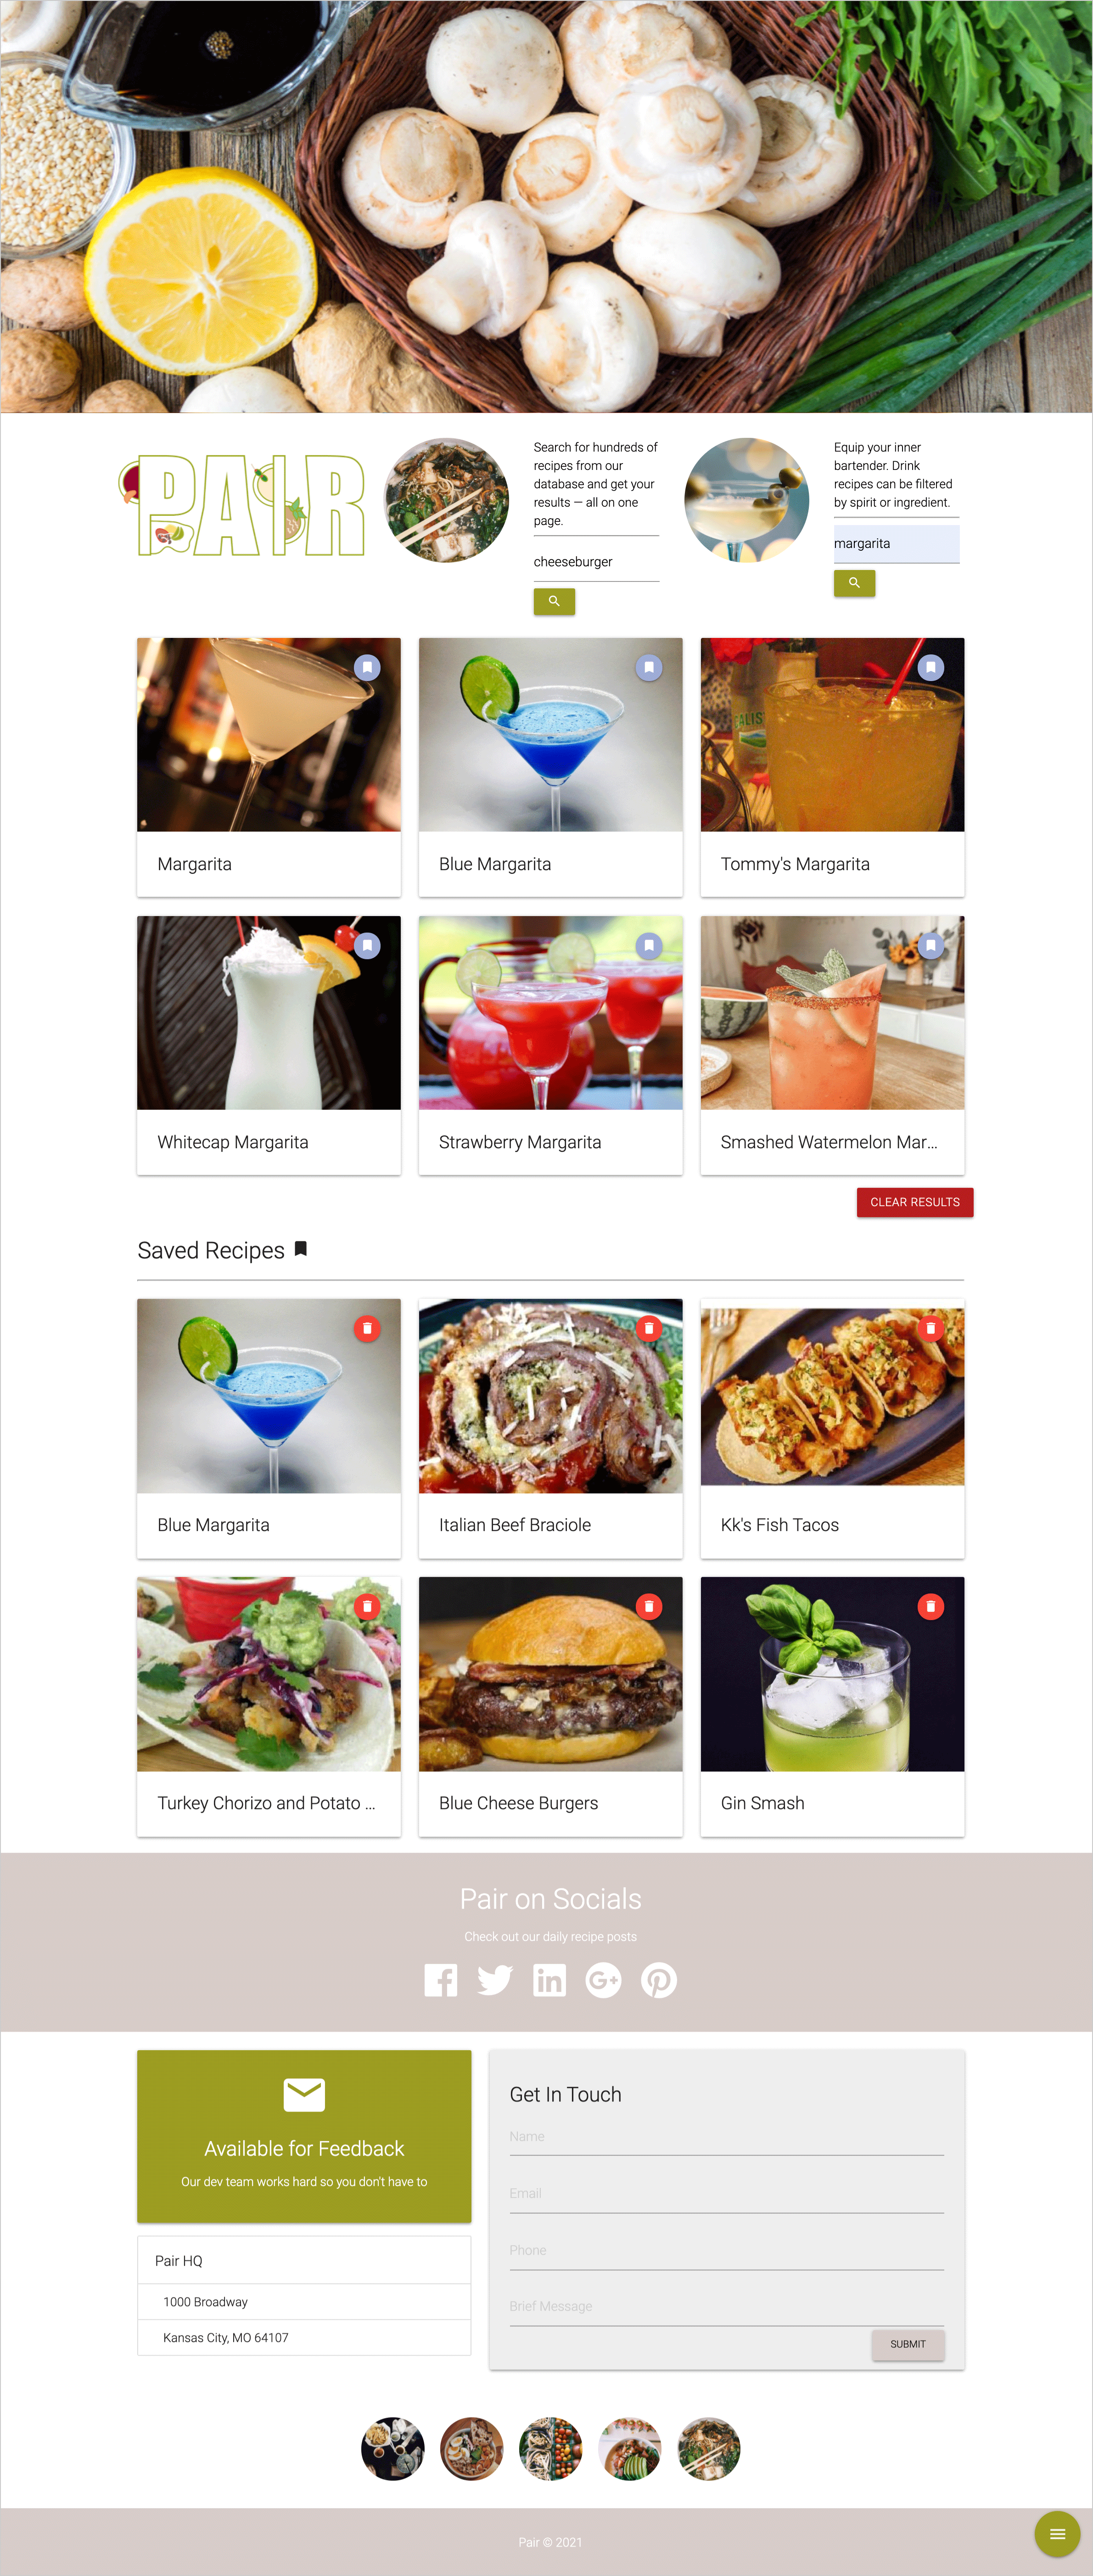 PAIR
Search for hundreds of
recipes from our
database and get your
results — all on one
page.
cheeseburger
Equip your inner
bartender. Drink
recipes can be filtered
by spirit or ingredient.
margarita
Margarita
Blue Margarita
Tommy's Margarita
Whitecap Margarita
Strawberry Margarita
Smashed Watermelon Mar...
CLEAR RESULTS
Saved Recipes
Blue Margarita
Italian Beef Braciole
Kk's Fish Tacos
Turkey Chorizo and Potato ...
Blue Cheese Burgers
Gin Smash
Pair on Socials
Check out our daily recipe posts
Available for Feedback
Our dev team works hard so you don't have to
Pair HQ
1000 Broadway
Kansas City, MO 64107
Get In Touch
Name
Email
Phone
Brief Message
SUBMIT
Pair © 2021